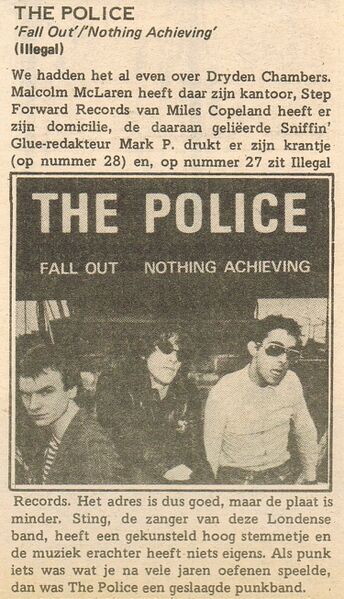 THE POLICE
'Fall Out'/'Nothing Achieving'
(Illegal)
We hadden het al even over Dryden Chambers.
Malcolm McLaren heeft daar zijn kantoor, Step
Forward Records van Miles Copeland heeft er
zijn domicilie, de daaraan geliëerde Sniffin'
Glue-redakteur Mark P. drukt er zijn krantje
(op nummer 28) en, op nummer 27 zit Illegal
THE POLICE
FALL OUT NOTHING ACHIEVING
Records. Het adres is dus goed, maar de plaat is
minder. Sting, de zanger van deze Londense
band, heeft een gekunsteld hoog stemmetje en
de muziek erachter heeft niets eigens. Als punk
iets was wat je na vele jaren oefenen speelde,
dan was The Police een geslaagde punkband.